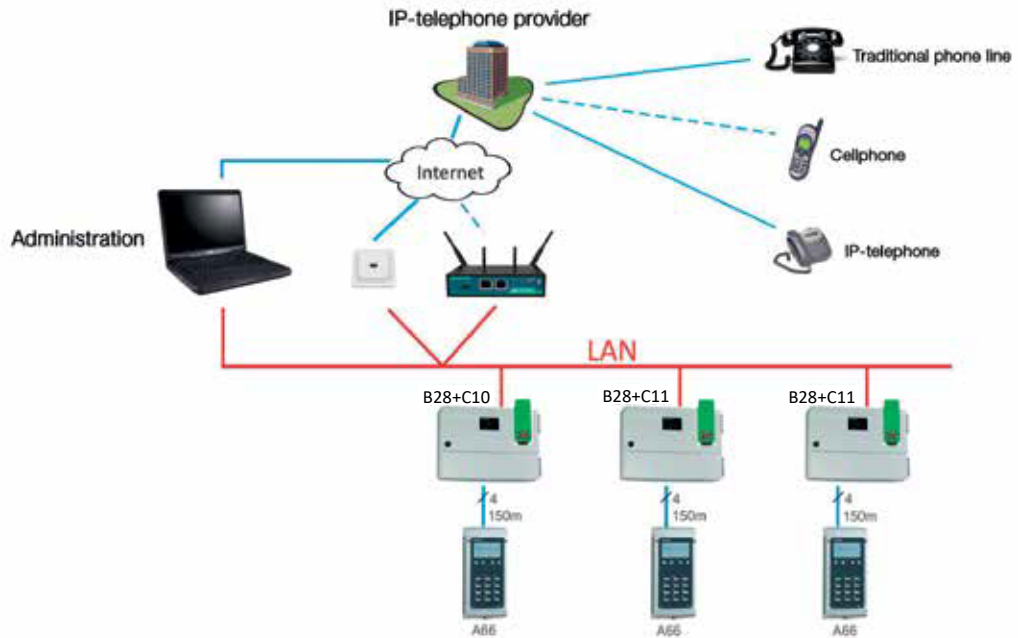 IP-telephone provider
Traditional phone line
Cellphone
Internet
Administration
IP-telephone
LAN
B28+C10
B28+C11
B28+C11
4
150m
4
150m
4
150m
A66
A66
A66